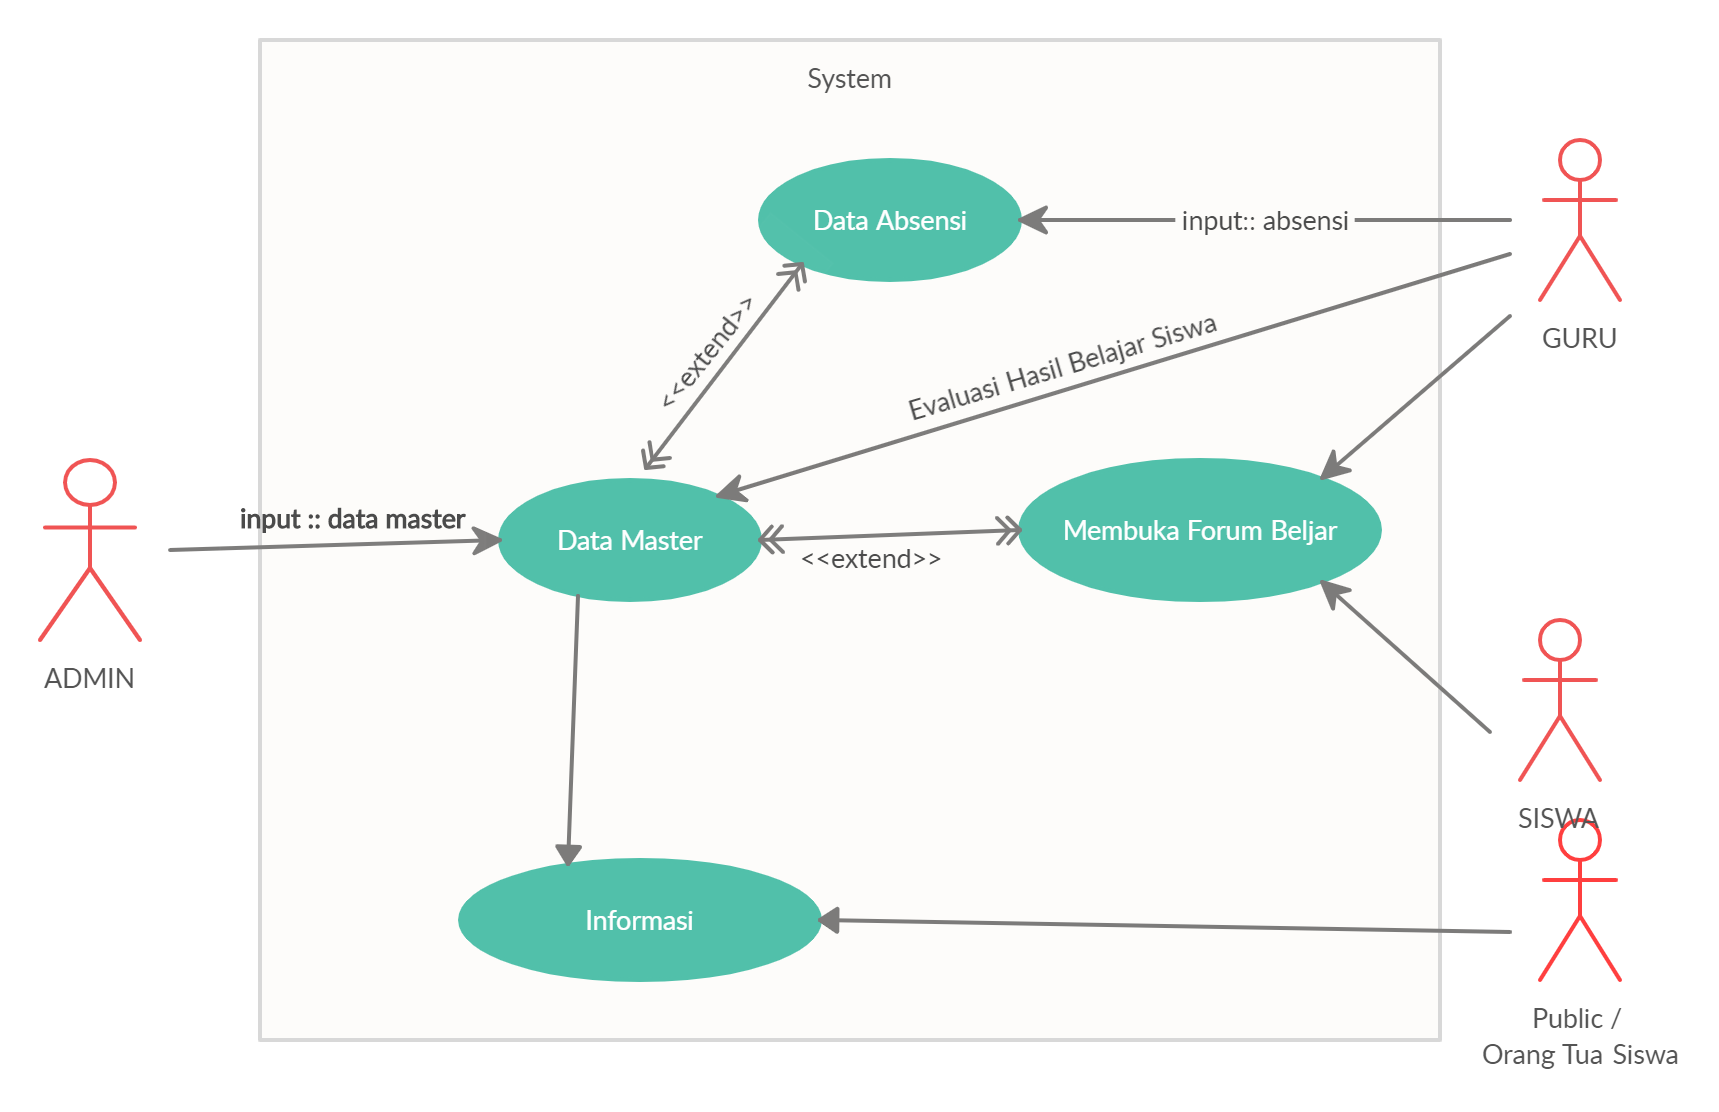 System
Data Absensi
input:: absensi
GURU
<<extend>>
Evaluasi Hasil Belajar Siswa
input :: data master
Data Master
<<extend>>
Membuka Forum Beljar
ADMIN
SISWA
Informasi
Public /
Orang Tua Siswa